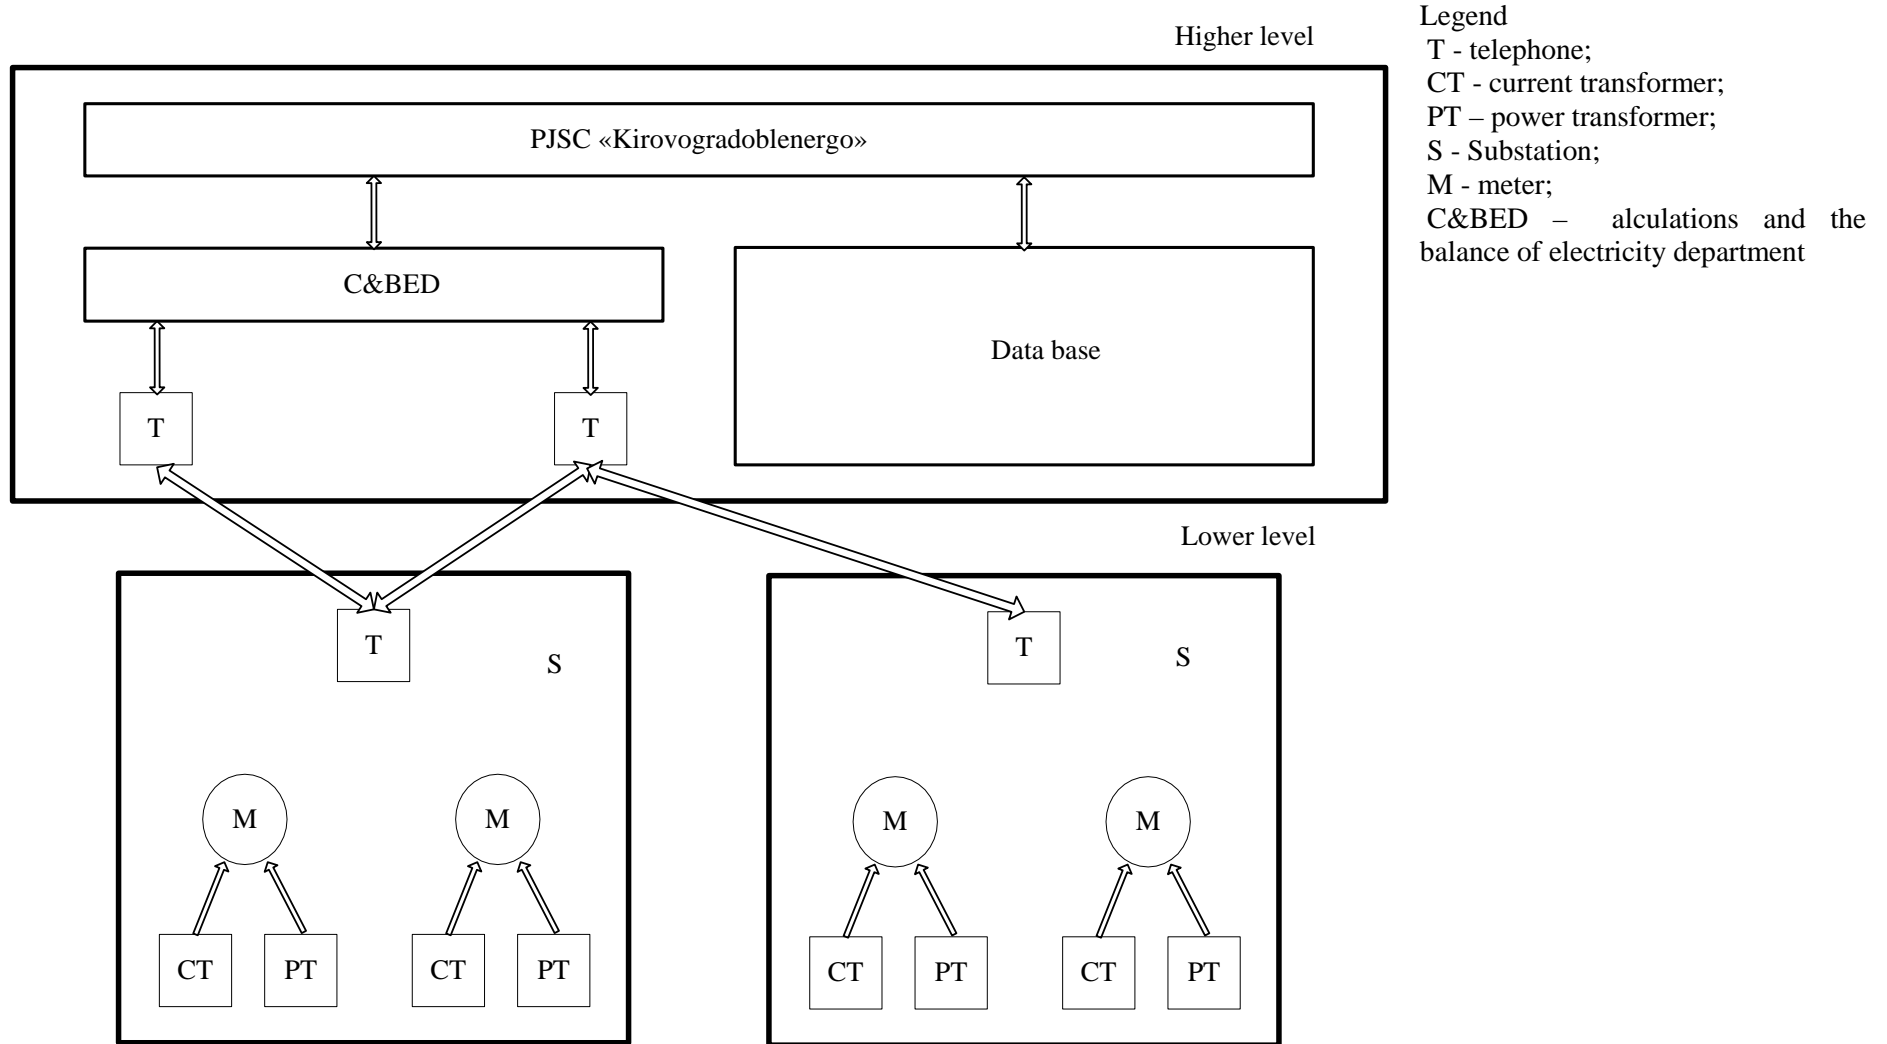 Higher level
PJSC «Kirovogradoblenergo»
C&BED
Data base
T
T
Lower level
T
S
T
S
M
M
M
M
CT
PT
CT
PT
CT
PT
CT
PT
Legend
T - telephone;
CT - current transformer;
PT – power transformer;
S - Substation;
M - meter;
C&BED – alculations and the
balance of electricity department